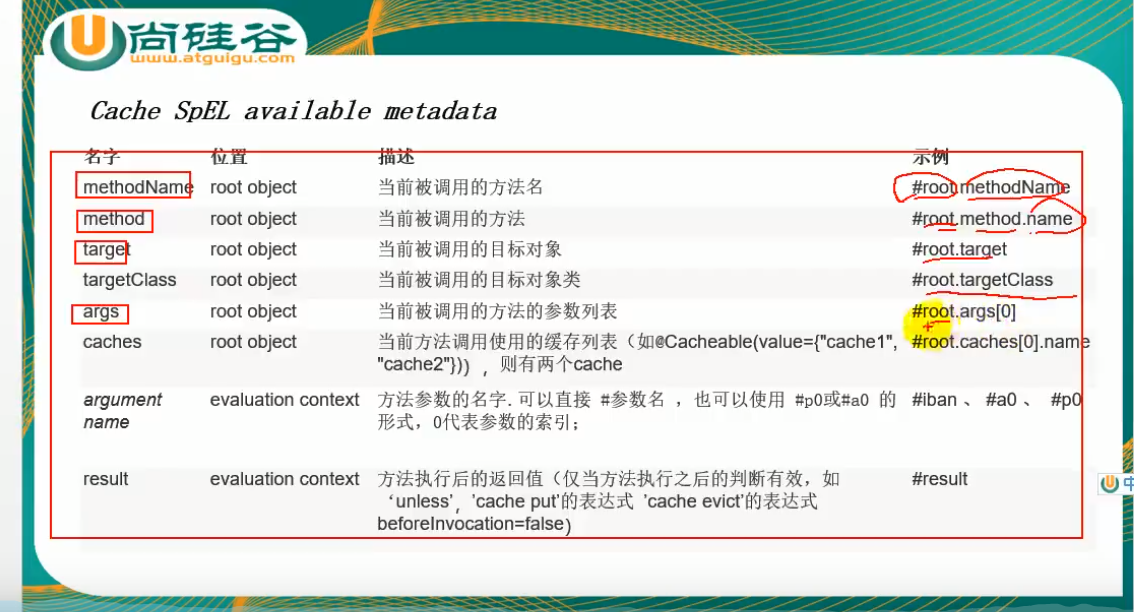 尚硅谷
www.atguigu.com
Cache SpEL available metadata
名字 位置 描述 示例
methodName root object 当前被调用的方法名 #root.methodName
method root object 当前被调用的方法 #root.method.name
target root object 当前被调用的目标对象 #root.target
targetClass root object 当前被调用的目标对象类 #root.targetClass
args root object 当前被调用的方法的参数列表 #root.args[0]
caches root object 当前方法调用使用的缓存列表（如@Cacheable(value={"cache1", #root.caches[0].name
"cache2"})），则有两个cache
argument evaluation context 方法参数的名字. 可以直接 #参数名 ，也可以使用 #p0或#a0 的 #iban 、 #a0 、 #p0
name 形式，0代表参数的索引；
result evaluation context 方法执行后的返回值（仅当方法执行之后的判断有效，如 #result
‘unless’，’cache put’的表达式 ’cache evict’的表达式
beforeInvocation=false）
中